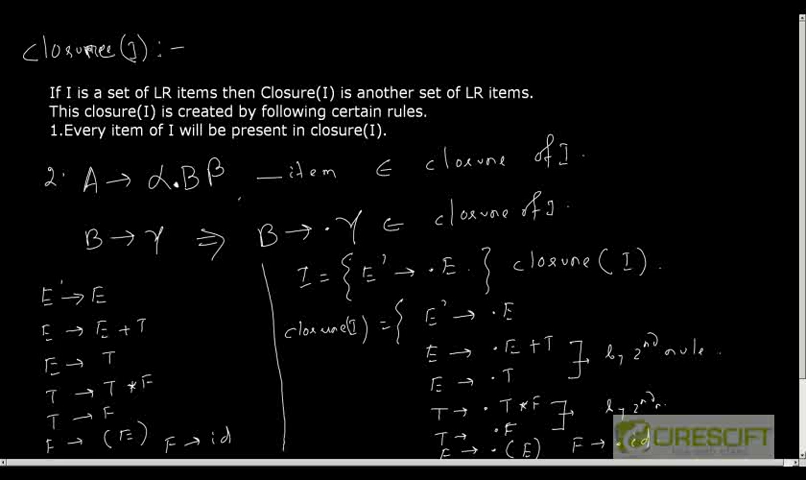 closure(I) :-
If I is a set of LR items then Closure(I) is another set of LR items.
This closure(I) is created by following certain rules.
1.Every item of I will be present in closure(I).
2. A → α.Bβ — item ∈ closure of I.
B → γ ⇒ B → .γ ∈ closure of I.
E' → E
E → E + T
E → T
T → T * F
T → F
F → (E) F → id
I = { E' → .E } closure(I).
closure(I) = { E' → .E
E → .E + T
E → .T
by 2nd rule.
T → .T * F
T → .F
by 2nd r.
F → .(E) F → .id
CIRESCIFT